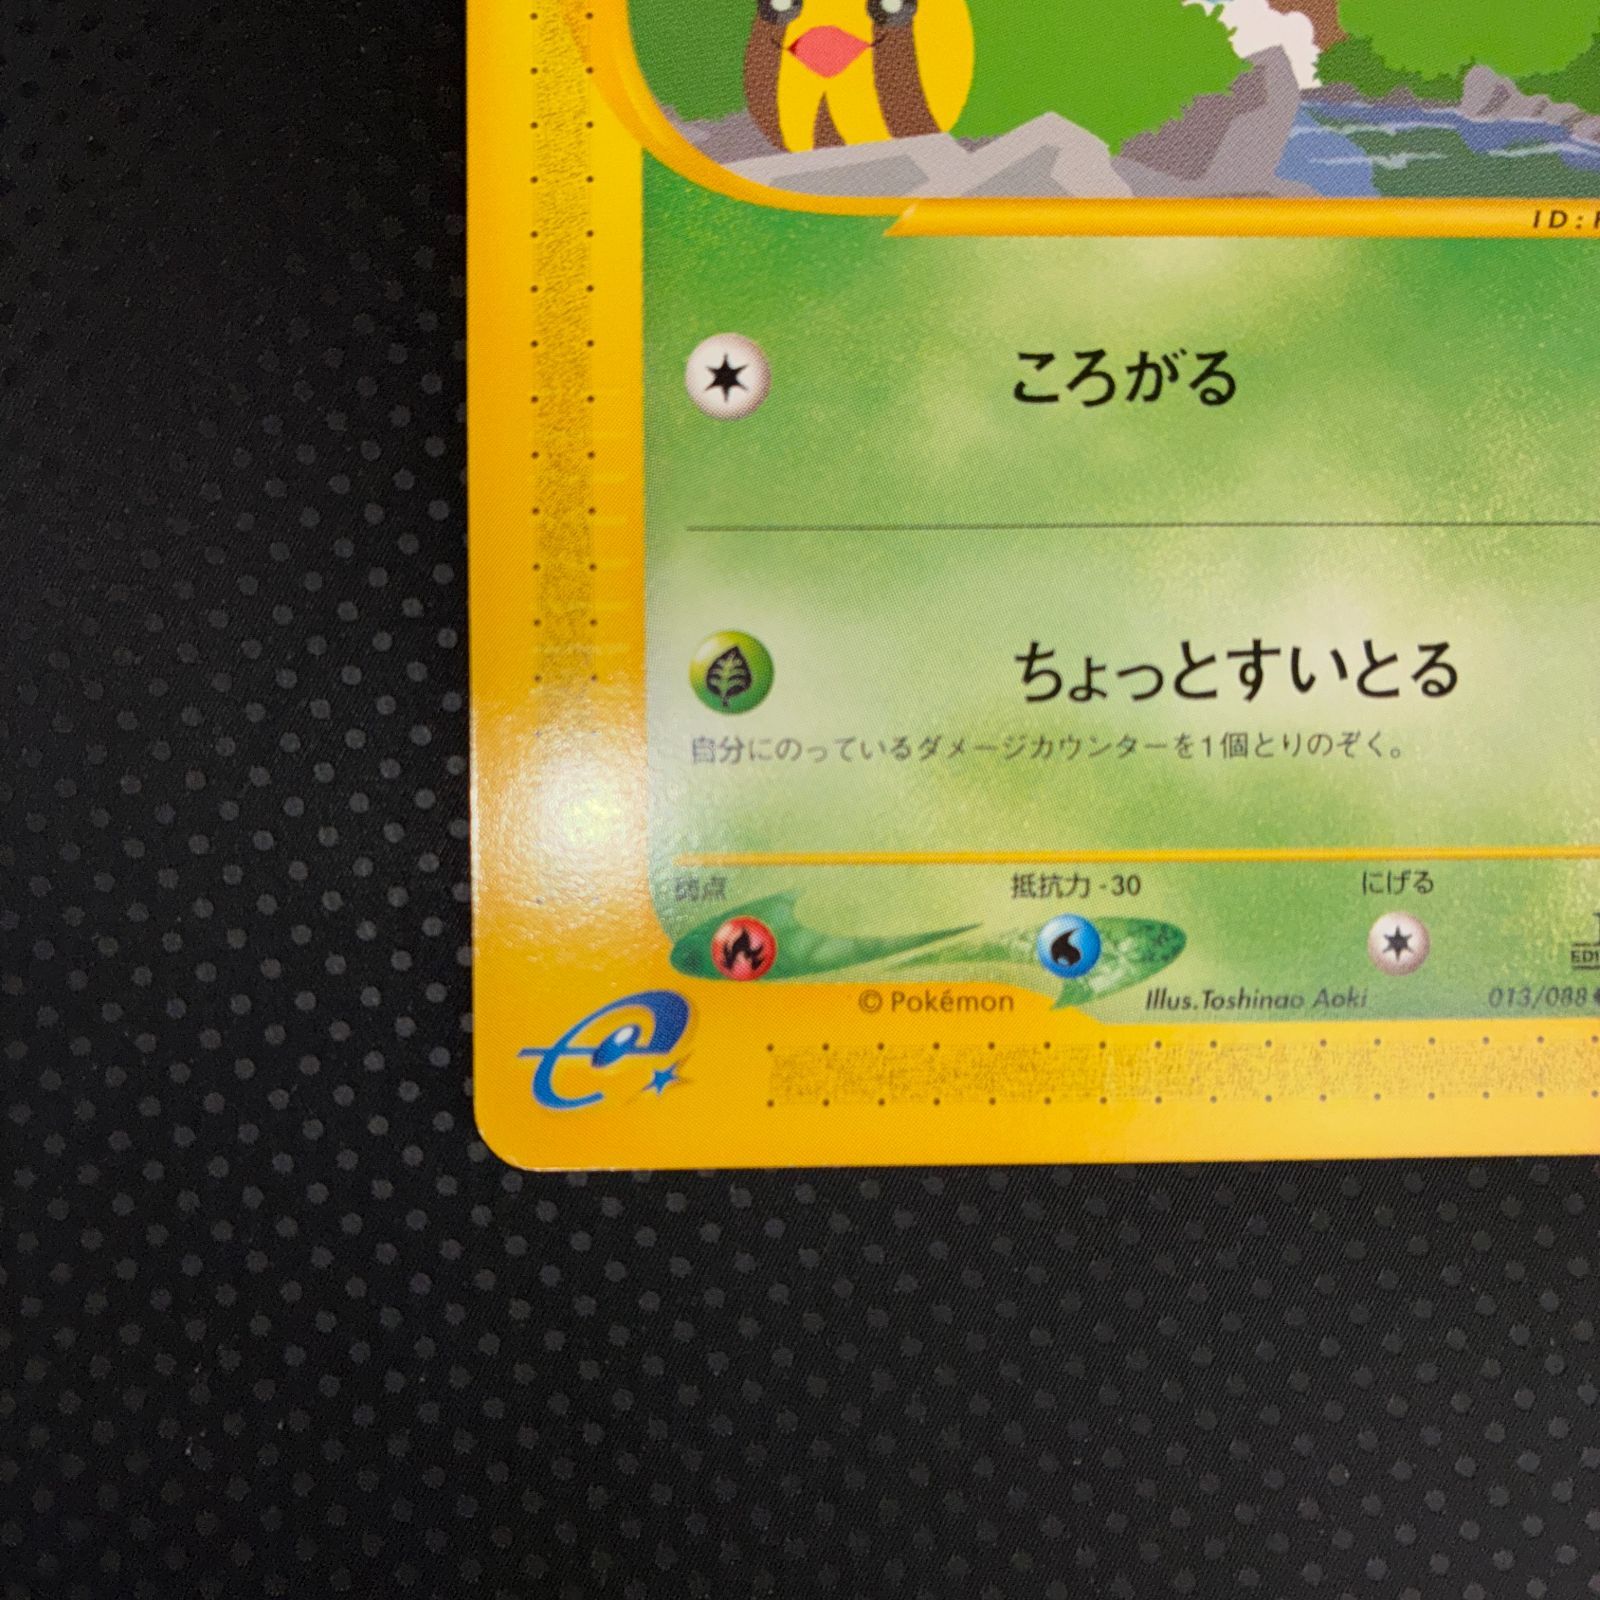 ID:
ころがる
ちょっとすいとる
自分にのっているダメージカウンターを1個とりのぞく。
弱点 抵抗力-30 にげる
EDI
© Pokémon Illus.Toshinao Aoki 013/088